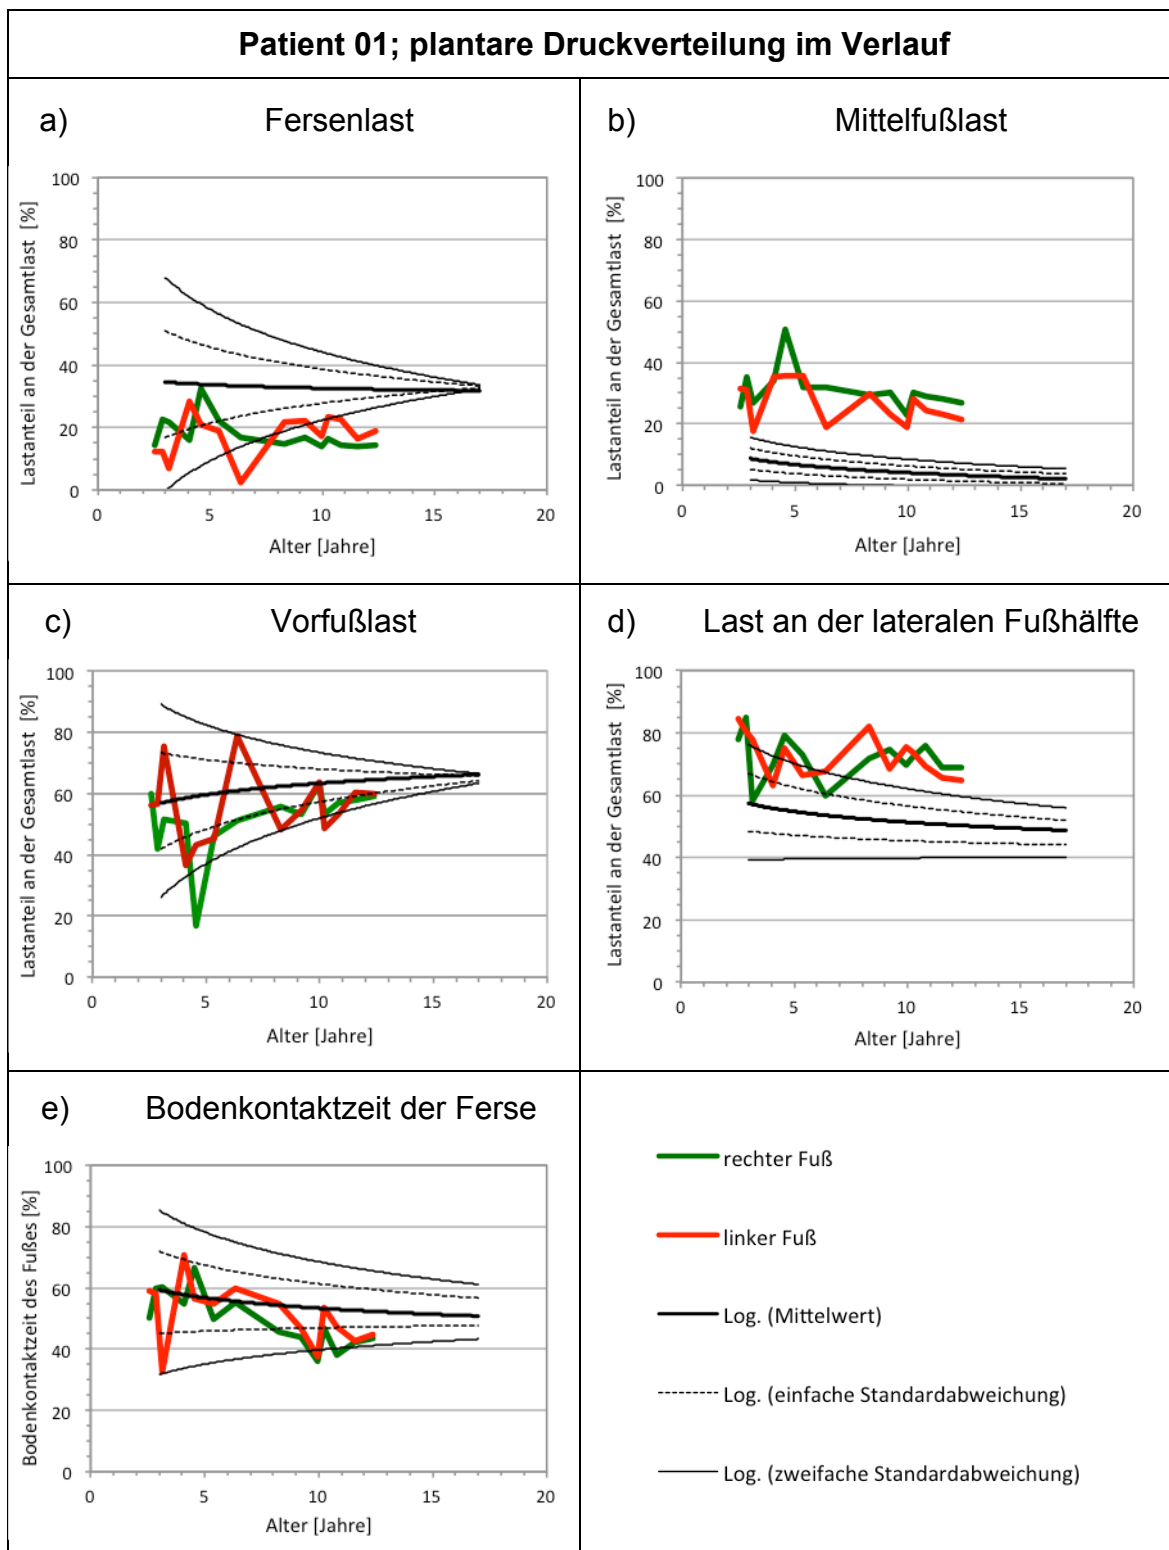 Patient 01; plantare Druckverteilung im Verlauf
a) Fersenlast
Lastanteil an der Gesamtlast [%]
100
80
60
40
20
0
0 5 10 15 20
Alter [Jahre]
b) Mittelfußlast
Lastanteil an der Gesamtlast [%]
100
80
60
40
20
0
0 5 10 15 20
Alter [Jahre]
c) Vorfußlast
Lastanteil an der Gesamtlast [%]
100
80
60
40
20
0
0 5 10 15 20
Alter [Jahre]
d) Last an der lateralen Fußhälfte
Lastanteil an der Gesamtlast [%]
100
80
60
40
20
0
0 5 10 15 20
Alter [Jahre]
e) Bodenkontaktzeit der Ferse
Bodenkontaktzeit des Fußes [%]
100
80
60
40
20
0
0 5 10 15 20
Alter [Jahre]
rechter Fuß
linker Fuß
Log. (Mittelwert)
Log. (einfache Standardabweichung)
Log. (zweifache Standardabweichung)